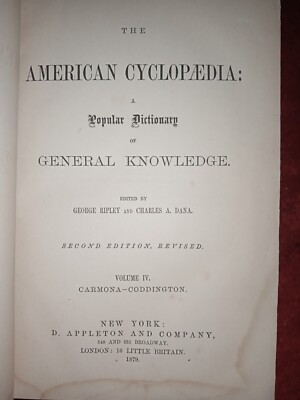 THE
AMERICAN CYCLOPÆDIA:
A
Popular Dictionary
OF
GENERAL KNOWLEDGE.
EDITED BY
GEORGE RIPLEY AND CHARLES A. DANA.
SECOND EDITION, REVISED.
VOLUME IV.
CARMONA–CODDINGTON.
NEW YORK:
D. APPLETON AND COMPANY,
549 AND 551 BROADWAY.
LONDON: 16 LITTLE BRITAIN.
1879.